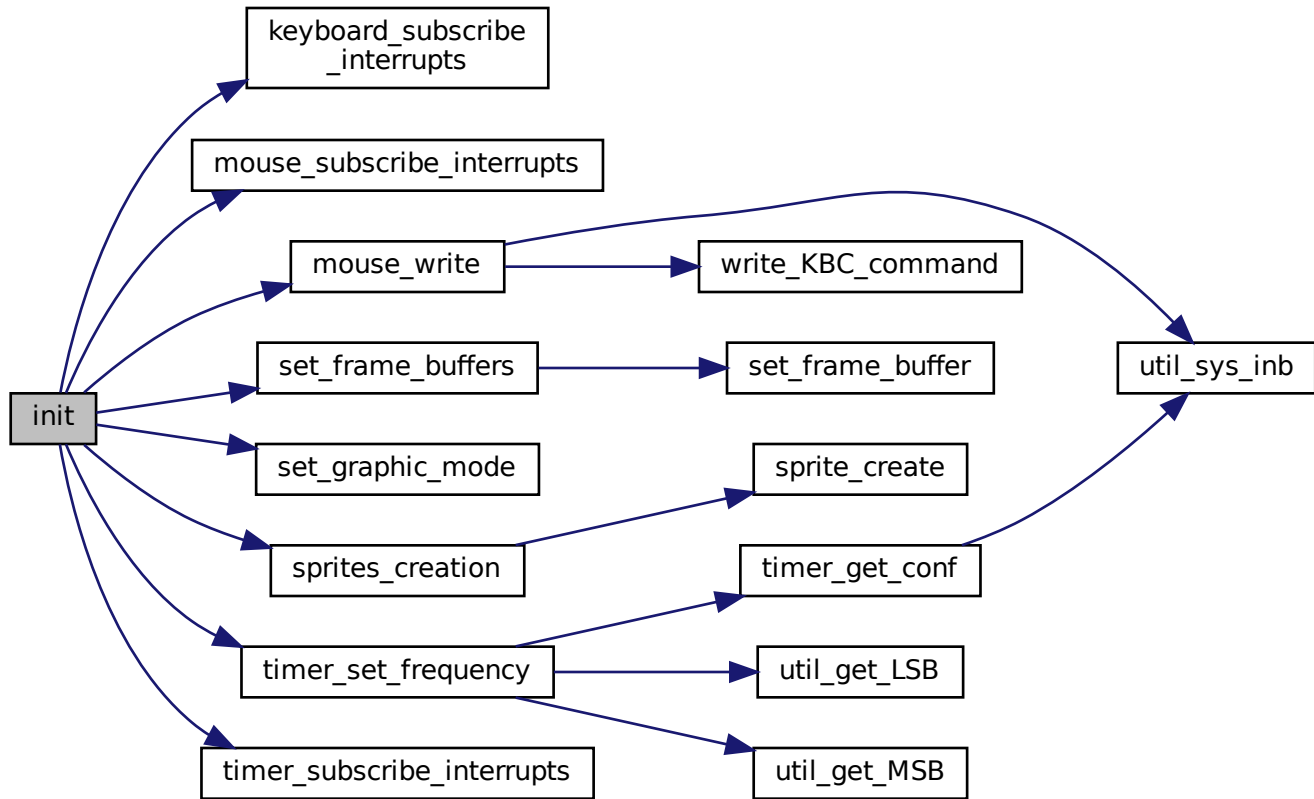 keyboard_subscribe
_interrupts
mouse_subscribe_interrupts
mouse_write
write_KBC_command
set_frame_buffers
set_frame_buffer
util_sys_inb
init
set_graphic_mode
sprite_create
sprites_creation
timer_get_conf
timer_set_frequency
util_get_LSB
timer_subscribe_interrupts
util_get_MSB